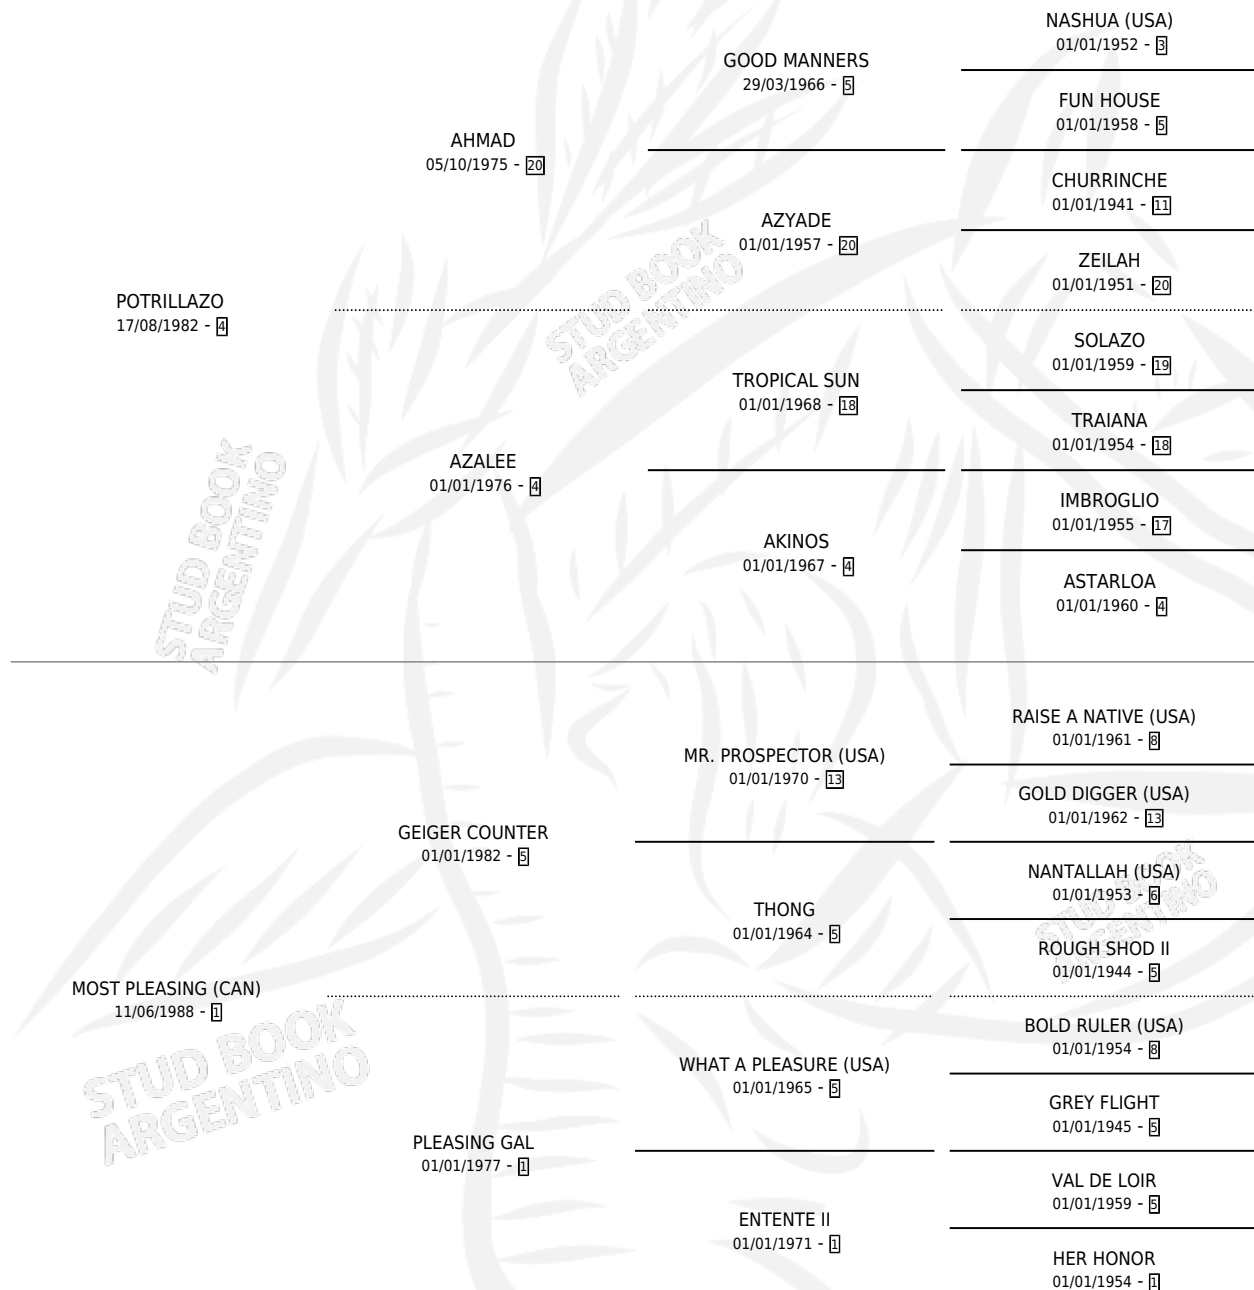 NASHUA (USA)
01/01/1952 - 3
GOOD MANNERS
29/03/1966 - 5
FUN HOUSE
01/01/1958 - 5
AHMAD
05/10/1975 - 20
CHURRINCHE
01/01/1941 - 11
AZYADE
01/01/1957 - 20
ZEILAH
01/01/1951 - 20
POTRILLAZO
17/08/1982 - 4
STUD BOOK
ARGENTINO
SOLAZO
01/01/1959 - 19
TROPICAL SUN
01/01/1968 - 18
TRAIANA
01/01/1954 - 18
AZALEE
01/01/1976 - 4
IMBROGLIO
01/01/1955 - 17
AKINOS
01/01/1967 - 4
ASTARLOA
01/01/1960 - 4
STUD BOOK
ARGENTINO
RAISE A NATIVE (USA)
01/01/1961 - 8
MR. PROSPECTOR (USA)
01/01/1970 - 13
GOLD DIGGER (USA)
01/01/1962 - 13
GEIGER COUNTER
01/01/1982 - 5
NANTALLAH (USA)
01/01/1953 - 6
THONG
01/01/1964 - 5
ROUGH SHOD II
01/01/1944 - 5
STUD BOOK
ARGENTINO
MOST PLEASING (CAN)
11/06/1988 - 1
BOLD RULER (USA)
01/01/1954 - 8
WHAT A PLEASURE (USA)
01/01/1965 - 5
GREY FLIGHT
01/01/1945 - 5
STUD BOOK
ARGENTINO
PLEASING GAL
01/01/1977 - 1
VAL DE LOIR
01/01/1959 - 5
ENTENTE II
01/01/1971 - 1
HER HONOR
01/01/1954 - 1